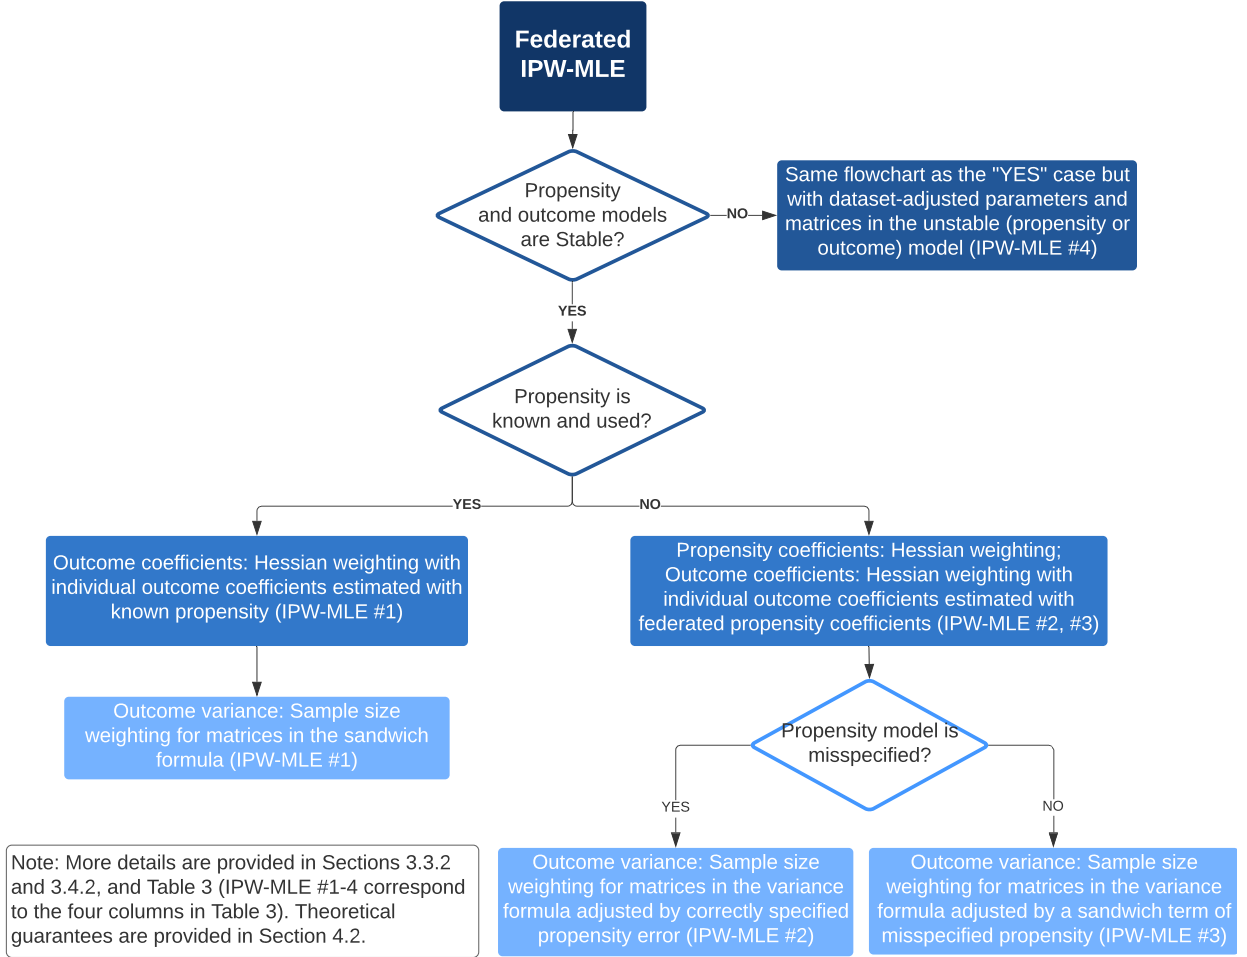 Federated
IPW-MLE
Propensity
and outcome models
are Stable?
NO
Same flowchart as the "YES" case but
with dataset-adjusted parameters and
matrices in the unstable (propensity or
outcome) model (IPW-MLE #4)
YES
Propensity is
known and used?
YES
NO
Outcome coefficients: Hessian weighting with
individual outcome coefficients estimated with
known propensity (IPW-MLE #1)
Propensity coefficients: Hessian weighting;
Outcome coefficients: Hessian weighting with
individual outcome coefficients estimated with
federated propensity coefficients (IPW-MLE #2, #3)
Outcome variance: Sample size
weighting for matrices in the sandwich
formula (IPW-MLE #1)
Propensity model is
misspecified?
YES
NO
Note: More details are provided in Sections 3.3.2
and 3.4.2, and Table 3 (IPW-MLE #1-4 correspond
to the four columns in Table 3). Theoretical
guarantees are provided in Section 4.2.
Outcome variance: Sample size
weighting for matrices in the variance
formula adjusted by correctly specified
propensity error (IPW-MLE #2)
Outcome variance: Sample size
weighting for matrices in the variance
formula adjusted by a sandwich term of
misspecified propensity (IPW-MLE #3)